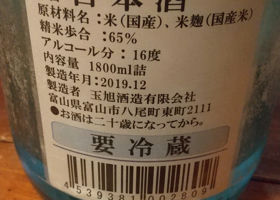 日本酒
原材料名:米(国産)、米麹(国産米)
精米歩合:65%
アルコール分:16度
内容量 1800ml詰
製造年月:2019.12
製造者 玉旭酒造有限会社
富山県富山市八尾町東町2111
●お酒は二十歳になってから。
要冷蔵
4539381002809